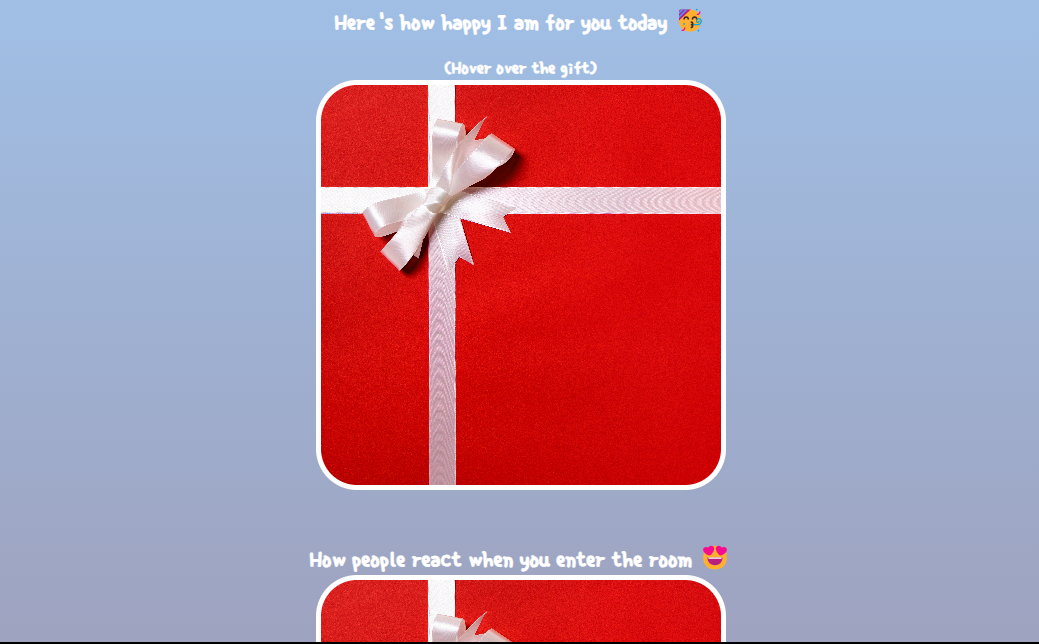 Here's how happy I am for you today 🥳
(Hover over the gift)
How people react when you enter the room 😍